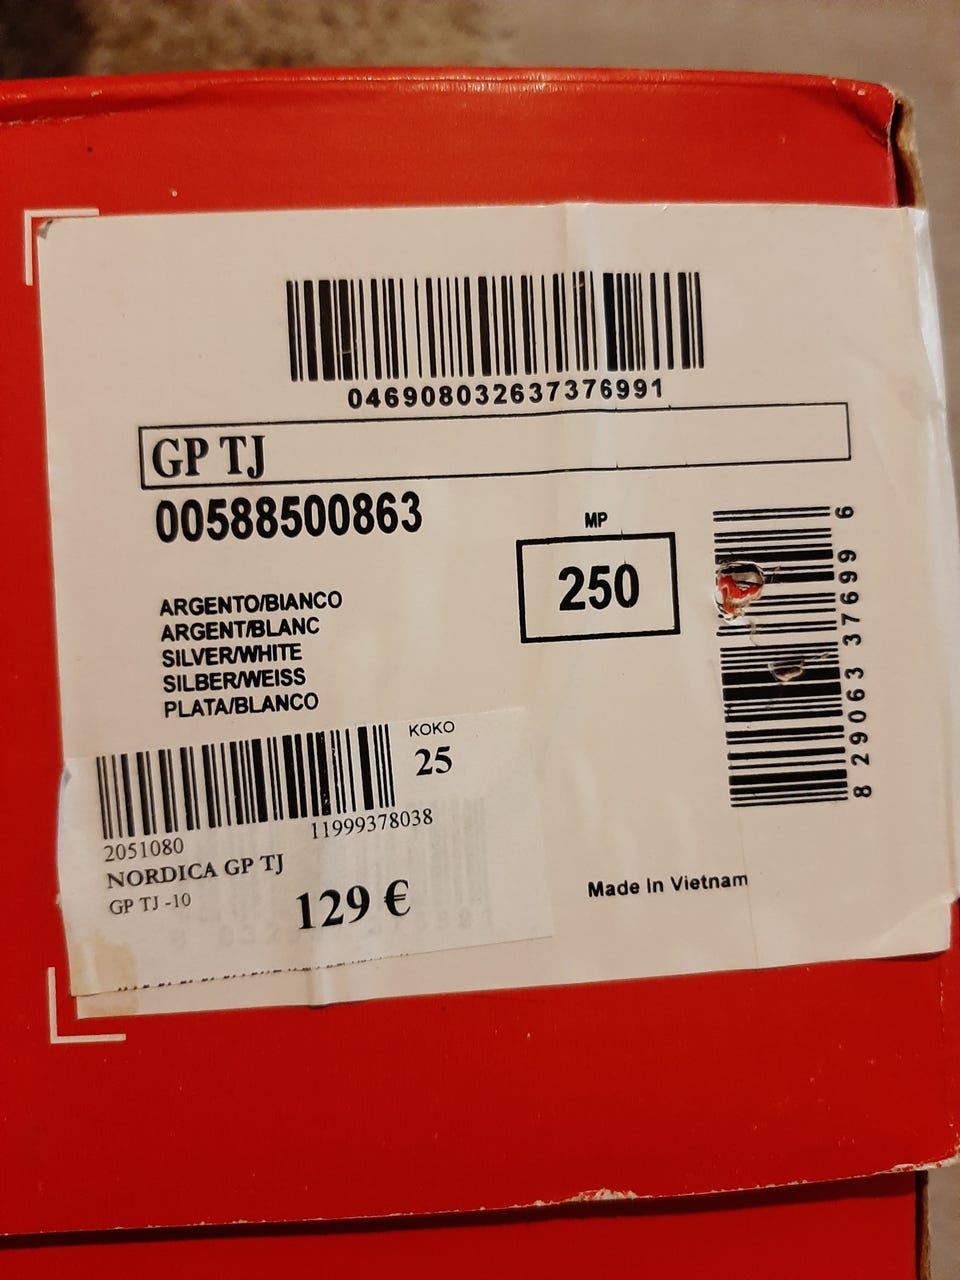 046908032637376991
GP TJ
00588500863
MP
250
ARGENTO/BIANCO
ARGENT/BLANC
SILVER/WHITE
SILBER/WEISS
PLATA/BLANCO
8 29063 37699 6
KOKO
25
11999378038
2051080
NORDICA GP TJ
GP TJ -10
129 €
Made In Vietnam